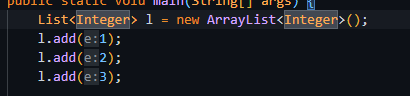 public static void main(String[] args) {
List<Integer> l = new ArrayList<Integer>();
l.add(e:1);
l.add(e:2);
l.add(e:3);